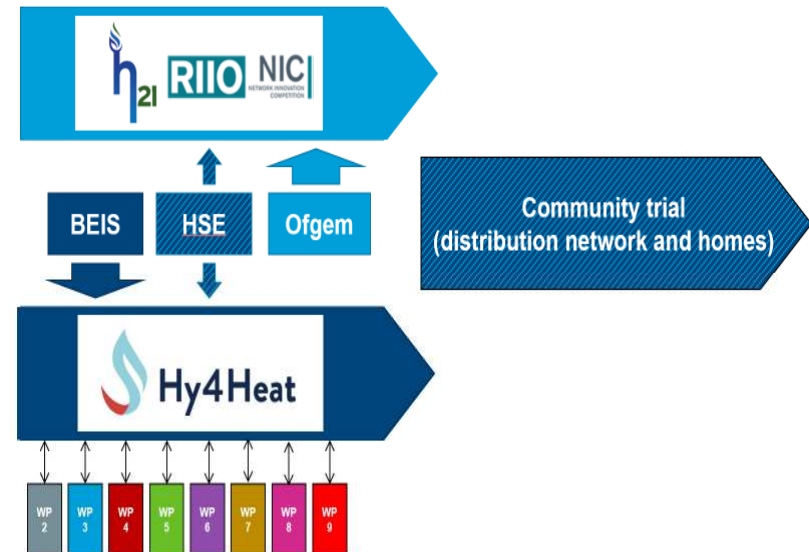 h21 RIIO NIC
NETWORK INNOVATION
COMPETITION
BEIS HSE Ofgem
Community trial
(distribution network and homes)
Hy4Heat
WP WP WP WP WP WP WP WP
2 3 4 5 6 7 8 9